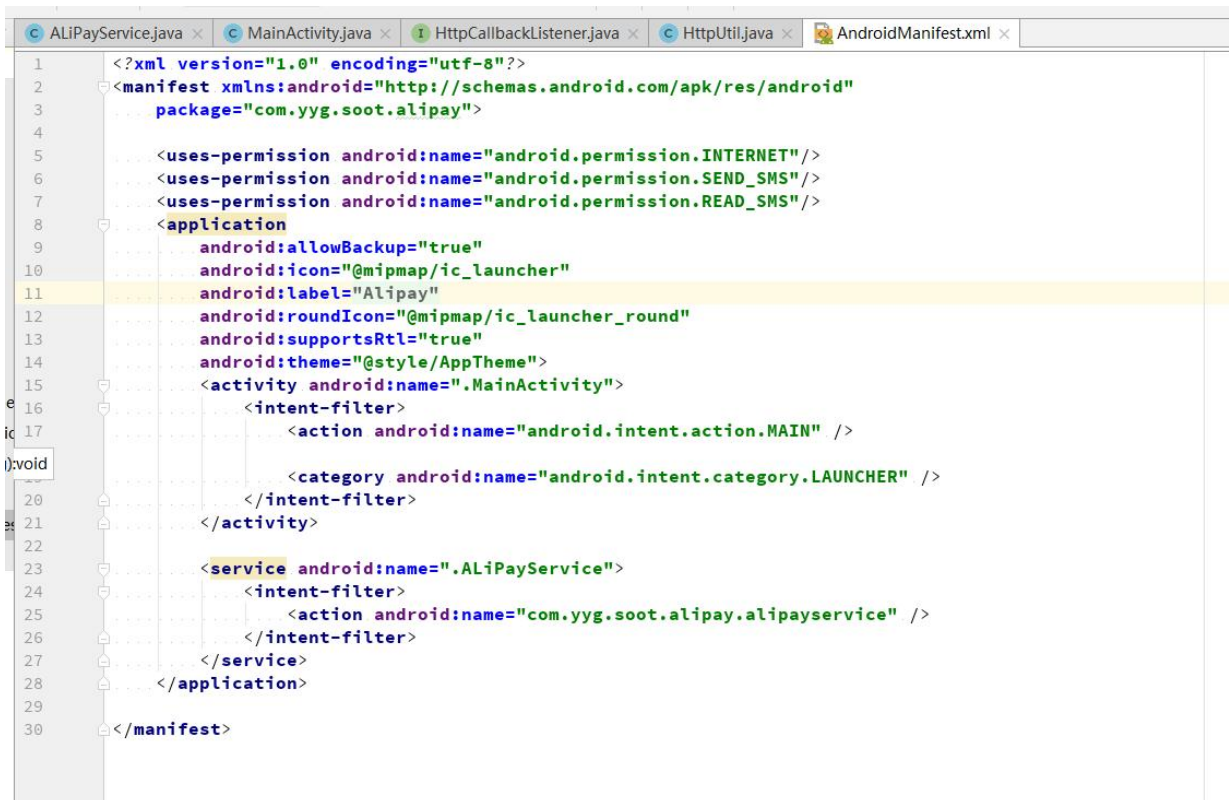 ALiPayService.java MainActivity.java HttpCallbackListener.java HttpUtil.java AndroidManifest.xml
1 <?xml version="1.0" encoding="utf-8"?>
2 <manifest xmlns:android="http://schemas.android.com/apk/res/android"
3 package="com.yyg.soot.alipay">
4
5 <uses-permission android:name="android.permission.INTERNET"/>
6 <uses-permission android:name="android.permission.SEND_SMS"/>
7 <uses-permission android:name="android.permission.READ_SMS"/>
8 <application
9 android:allowBackup="true"
10 android:icon="@mipmap/ic_launcher"
11 android:label="Alipay"
12 android:roundIcon="@mipmap/ic_launcher_round"
13 android:supportsRtl="true"
14 android:theme="@style/AppTheme">
15 <activity android:name=".MainActivity">
16 <intent-filter>
17 <action android:name="android.intent.action.MAIN" />
):void
<category android:name="android.intent.category.LAUNCHER" />
20 </intent-filter>
21 </activity>
22
23 <service android:name=".ALiPayService">
24 <intent-filter>
25 <action android:name="com.yyg.soot.alipay.alipayservice" />
26 </intent-filter>
27 </service>
28 </application>
29
30 </manifest>